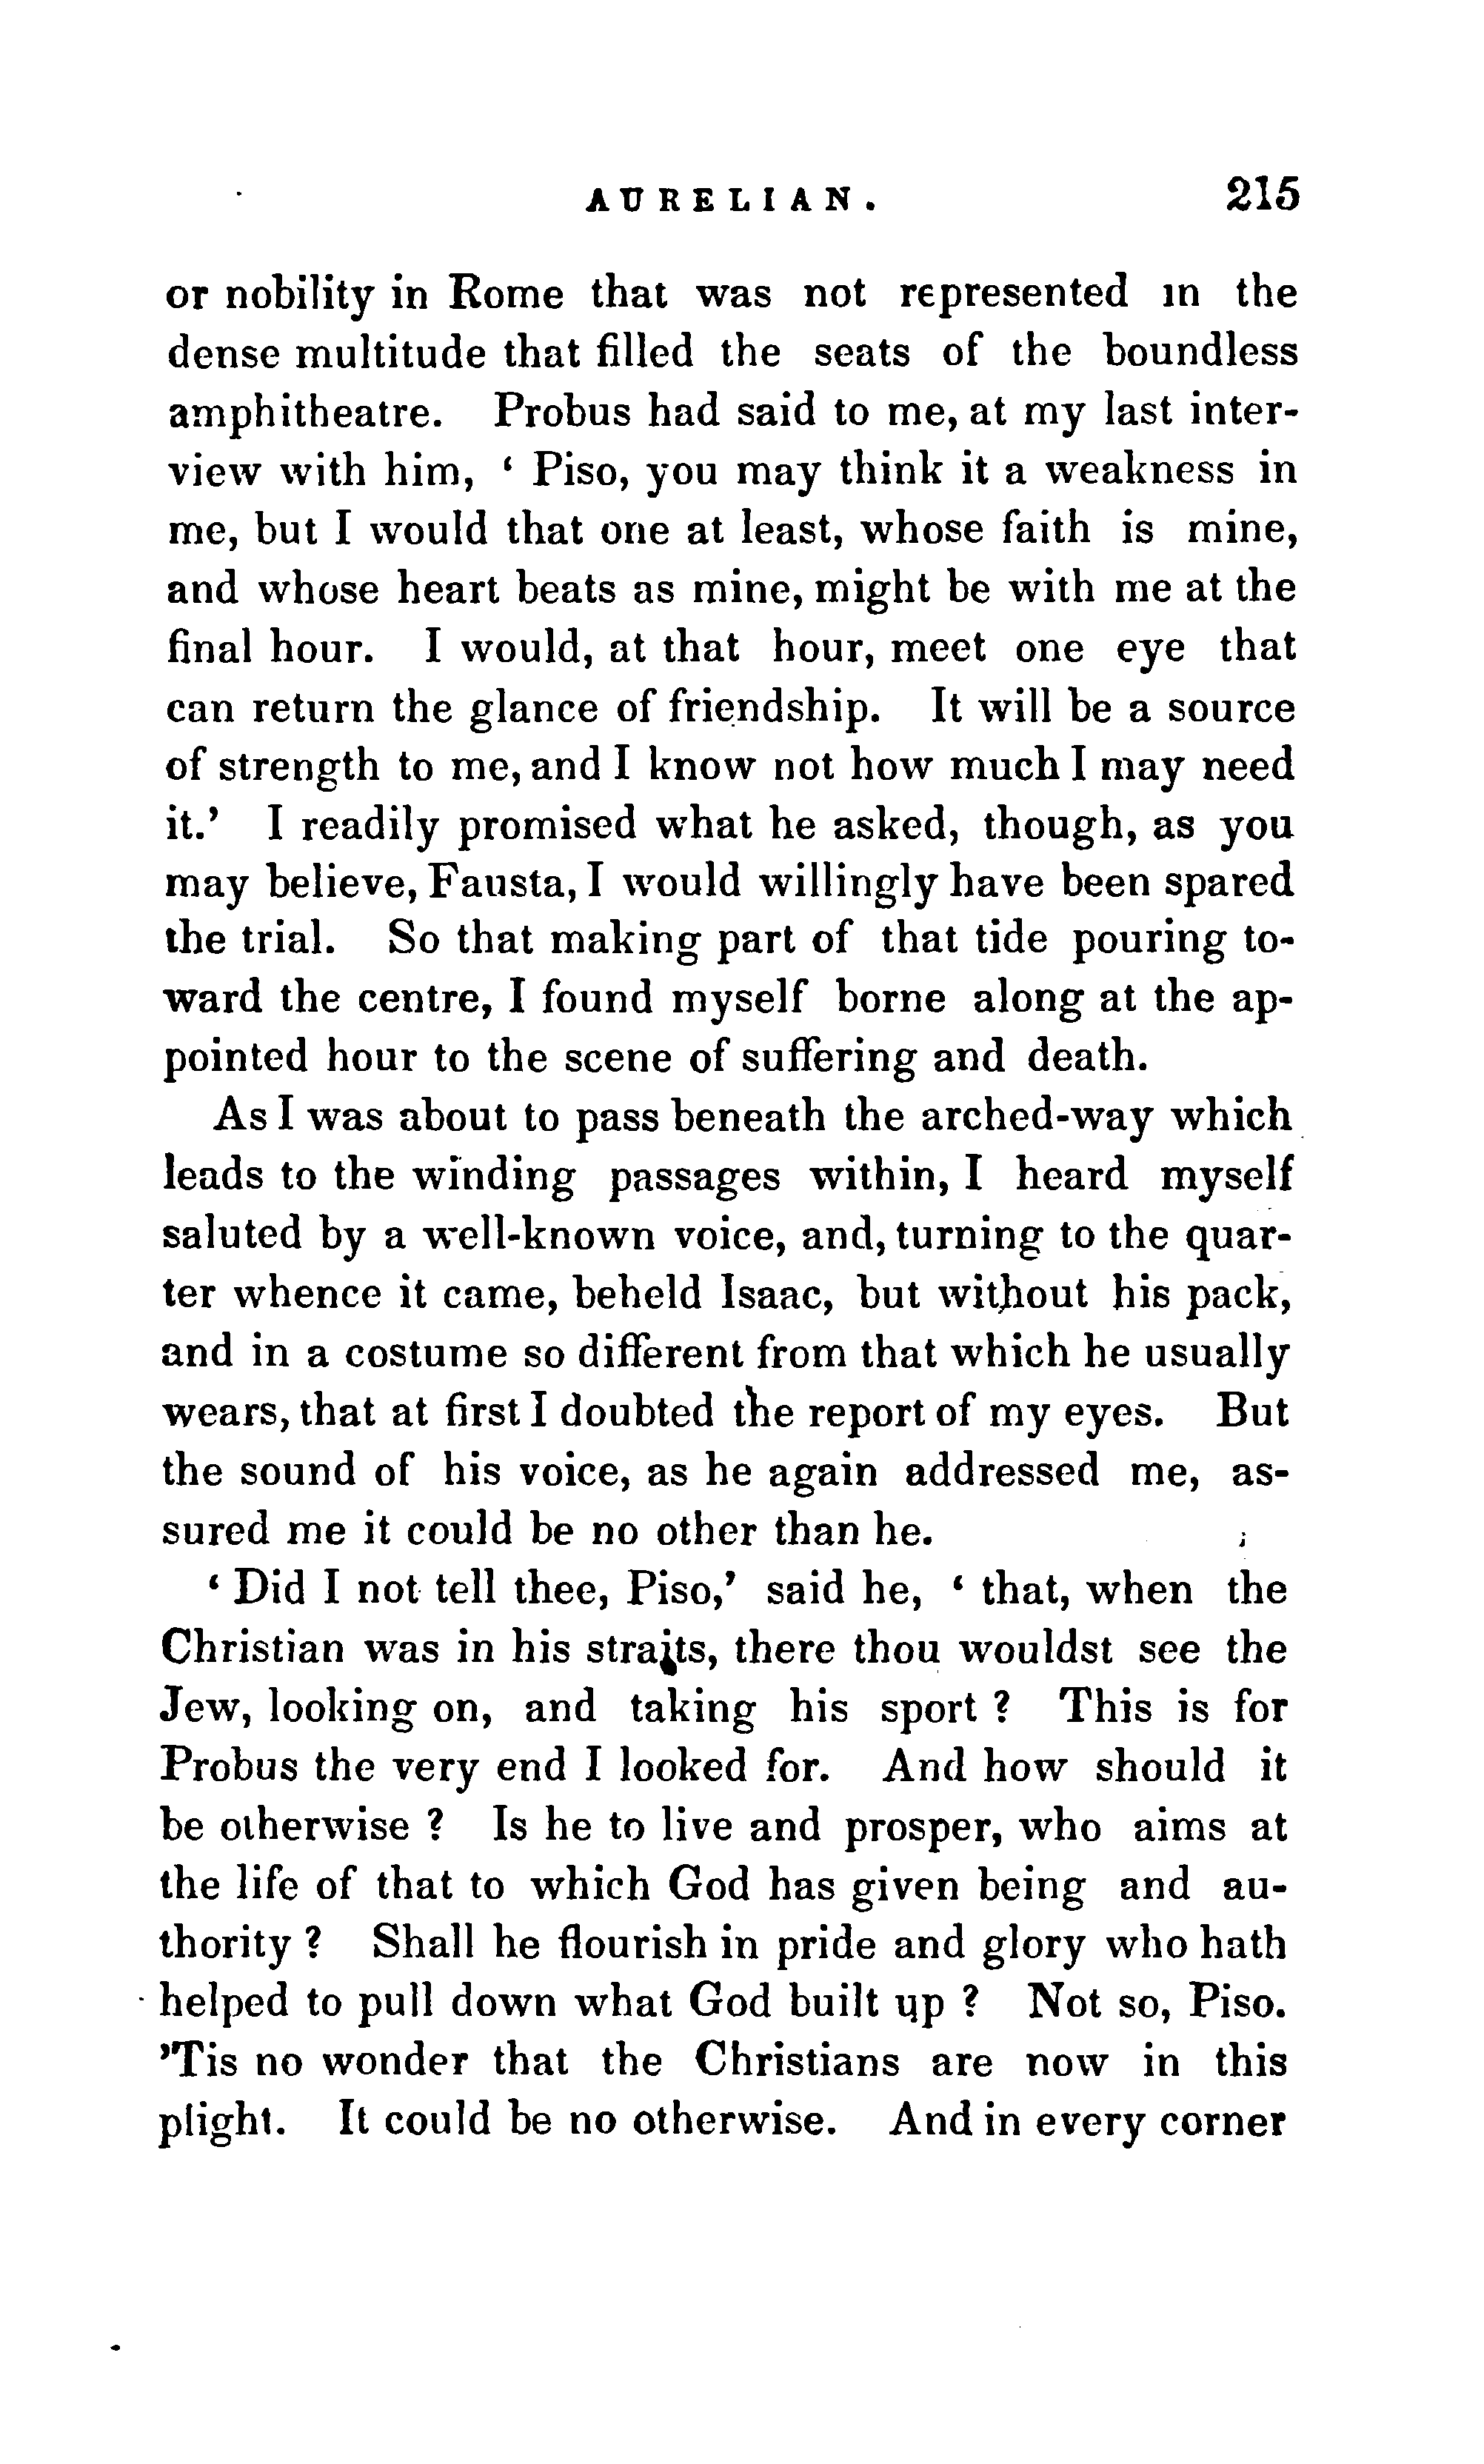 AURELIAN. 215
or nobility in Rome that was not represented in the
dense multitude that filled the seats of the boundless
amphitheatre. Probus had said to me, at my last inter-
view with him, ‘ Piso, you may think it a weakness in
me, but I would that one at least, whose faith is mine,
and whose heart beats as mine, might be with me at the
final hour. I would, at that hour, meet one eye that
can return the glance of friendship. It will be a source
of strength to me, and I know not how much I may need
it.’ I readily promised what he asked, though, as you
may believe, Fausta, I would willingly have been spared
the trial. So that making part of that tide pouring to-
ward the centre, I found myself borne along at the ap-
pointed hour to the scene of suffering and death.
As I was about to pass beneath the arched-way which
leads to the winding passages within, I heard myself
saluted by a well-known voice, and, turning to the quar-
ter whence it came, beheld Isaac, but without his pack,
and in a costume so different from that which he usually
wears, that at first I doubted the report of my eyes. But
the sound of his voice, as he again addressed me, as-
sured me it could be no other than he.
‘ Did I not tell thee, Piso,’ said he, ‘ that, when the
Christian was in his straits, there thou wouldst see the
Jew, looking on, and taking his sport ? This is for
Probus the very end I looked for. And how should it
be otherwise ? Is he to live and prosper, who aims at
the life of that to which God has given being and au-
thority ? Shall he flourish in pride and glory who hath
helped to pull down what God built up ? Not so, Piso.
’Tis no wonder that the Christians are now in this
plight. It could be no otherwise. And in every corner